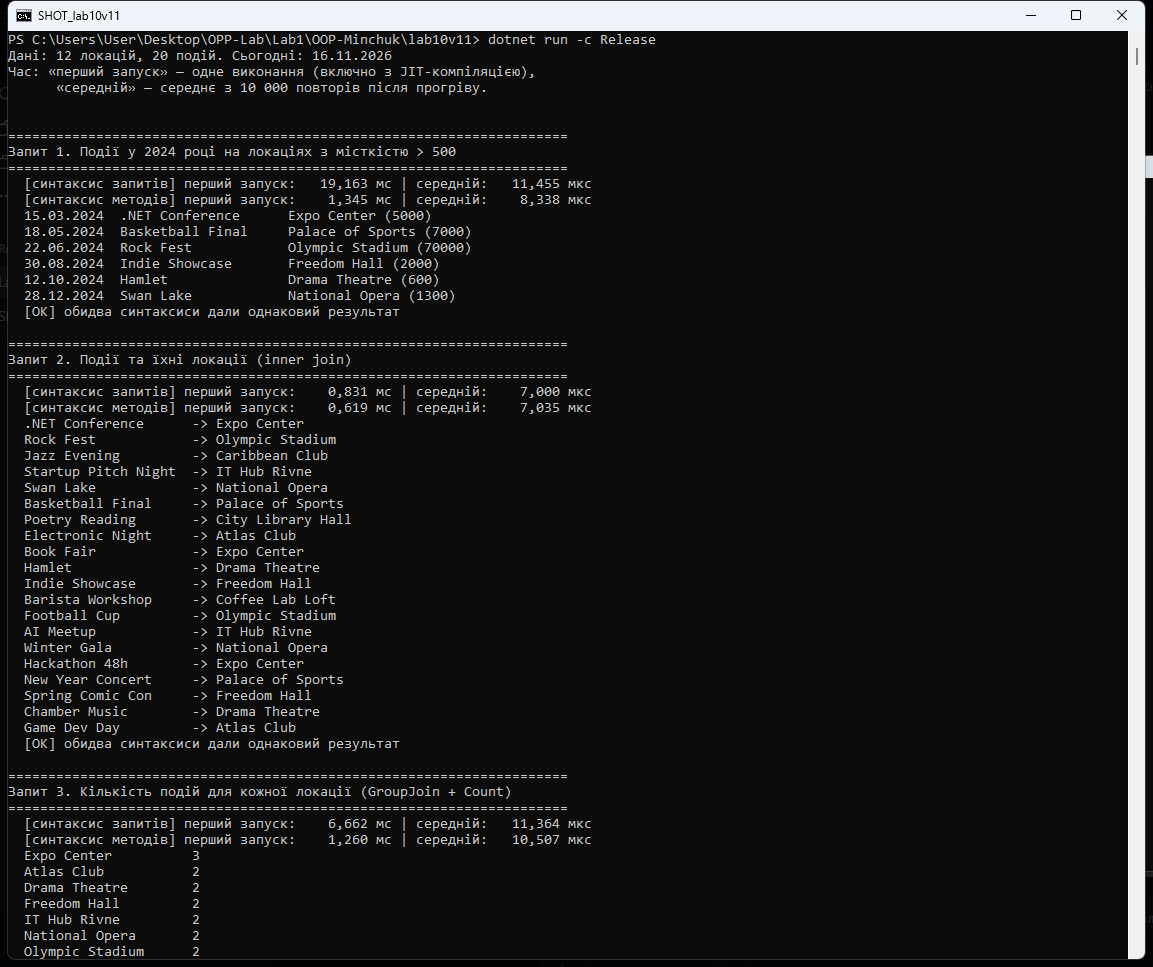 SHOT_lab10v11
PS C:\Users\User\Desktop\OPP-Lab\Lab1\OOP-Minchuk\lab10v11> dotnet run -c Release
Дані: 12 локацій, 20 подій. Сьогодні: 16.11.2026
Час: «перший запуск» — одне виконання (включно з JIT-компіляцією),
«середній» — середнє з 10 000 повторів після прогріву.
======================================================================
Запит 1. Події у 2024 році на локаціях з місткістю > 500
======================================================================
[синтаксис запитів] перший запуск: 19,163 мс | середній: 11,455 мкс
[синтаксис методів] перший запуск: 1,345 мс | середній: 8,338 мкс
15.03.2024 .NET Conference Expo Center (5000)
18.05.2024 Basketball Final Palace of Sports (7000)
22.06.2024 Rock Fest Olympic Stadium (70000)
30.08.2024 Indie Showcase Freedom Hall (2000)
12.10.2024 Hamlet Drama Theatre (600)
28.12.2024 Swan Lake National Opera (1300)
[OK] обидва синтаксиси дали однаковий результат
======================================================================
Запит 2. Події та їхні локації (inner join)
======================================================================
[синтаксис запитів] перший запуск: 0,831 мс | середній: 7,000 мкс
[синтаксис методів] перший запуск: 0,619 мс | середній: 7,035 мкс
.NET Conference -> Expo Center
Rock Fest -> Olympic Stadium
Jazz Evening -> Caribbean Club
Startup Pitch Night -> IT Hub Rivne
Swan Lake -> National Opera
Basketball Final -> Palace of Sports
Poetry Reading -> City Library Hall
Electronic Night -> Atlas Club
Book Fair -> Expo Center
Hamlet -> Drama Theatre
Indie Showcase -> Freedom Hall
Barista Workshop -> Coffee Lab Loft
Football Cup -> Olympic Stadium
AI Meetup -> IT Hub Rivne
Winter Gala -> National Opera
Hackathon 48h -> Expo Center
New Year Concert -> Palace of Sports
Spring Comic Con -> Freedom Hall
Chamber Music -> Drama Theatre
Game Dev Day -> Atlas Club
[OK] обидва синтаксиси дали однаковий результат
======================================================================
Запит 3. Кількість подій для кожної локації (GroupJoin + Count)
======================================================================
[синтаксис запитів] перший запуск: 6,662 мс | середній: 11,364 мкс
[синтаксис методів] перший запуск: 1,260 мс | середній: 10,507 мкс
Expo Center 3
Atlas Club 2
Drama Theatre 2
Freedom Hall 2
IT Hub Rivne 2
National Opera 2
Olympic Stadium 2